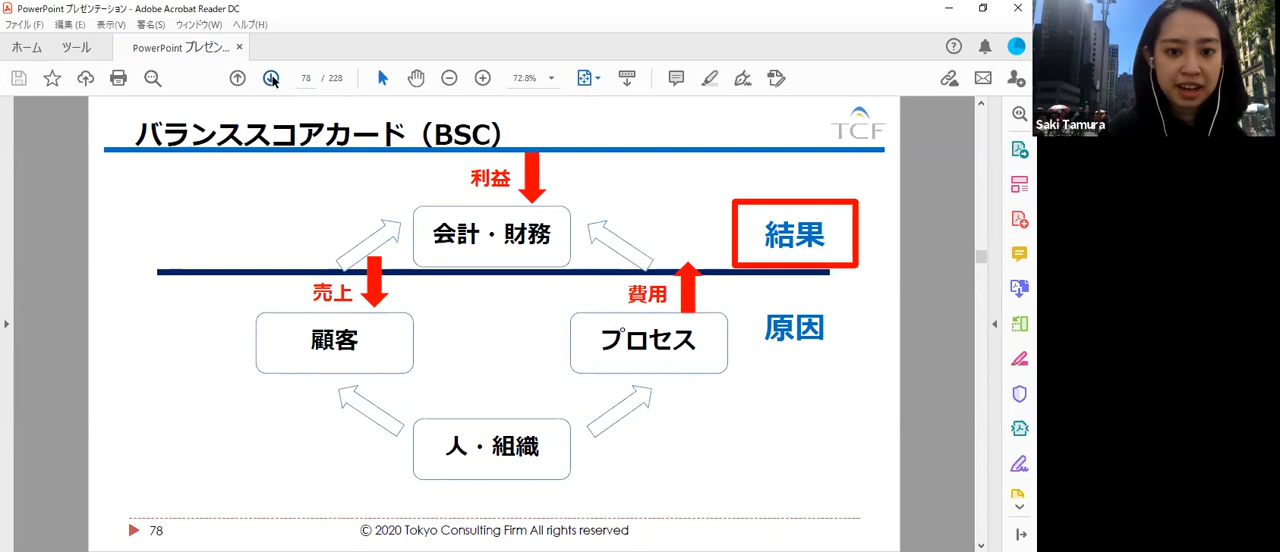 PowerPoint プレゼンテーション - Adobe Acrobat Reader DC
ファイル(F) 編集(E) 表示(V) 署名(S) ウィンドウ(W) ヘルプ(H)
ホーム ツール PowerPoint プレゼン... ×
78 / 228 72.8%
Saki Tamura
バランススコアカード（BSC）
TCF
利益
会計・財務
結果
売上
費用
顧客
プロセス
原因
人・組織
78
© 2020 Tokyo Consulting Firm All rights reserved